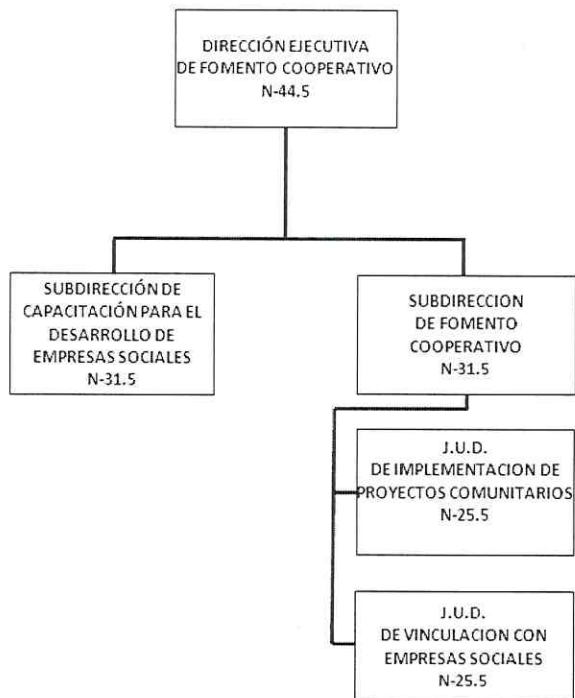 DIRECCIÓN EJECUTIVA
DE FOMENTO COOPERATIVO
N-44.5
SUBDIRECCIÓN DE
CAPACITACIÓN PARA EL
DESARROLLO DE
EMPRESAS SOCIALES
N-31.5
SUBDIRECCION
DE FOMENTO
COOPERATIVO
N-31.5
J.U.D.
DE IMPLEMENTACION DE
PROYECTOS COMUNITARIOS
N-25.5
J.U.D.
DE VINCULACION CON
EMPRESAS SOCIALES
N-25.5